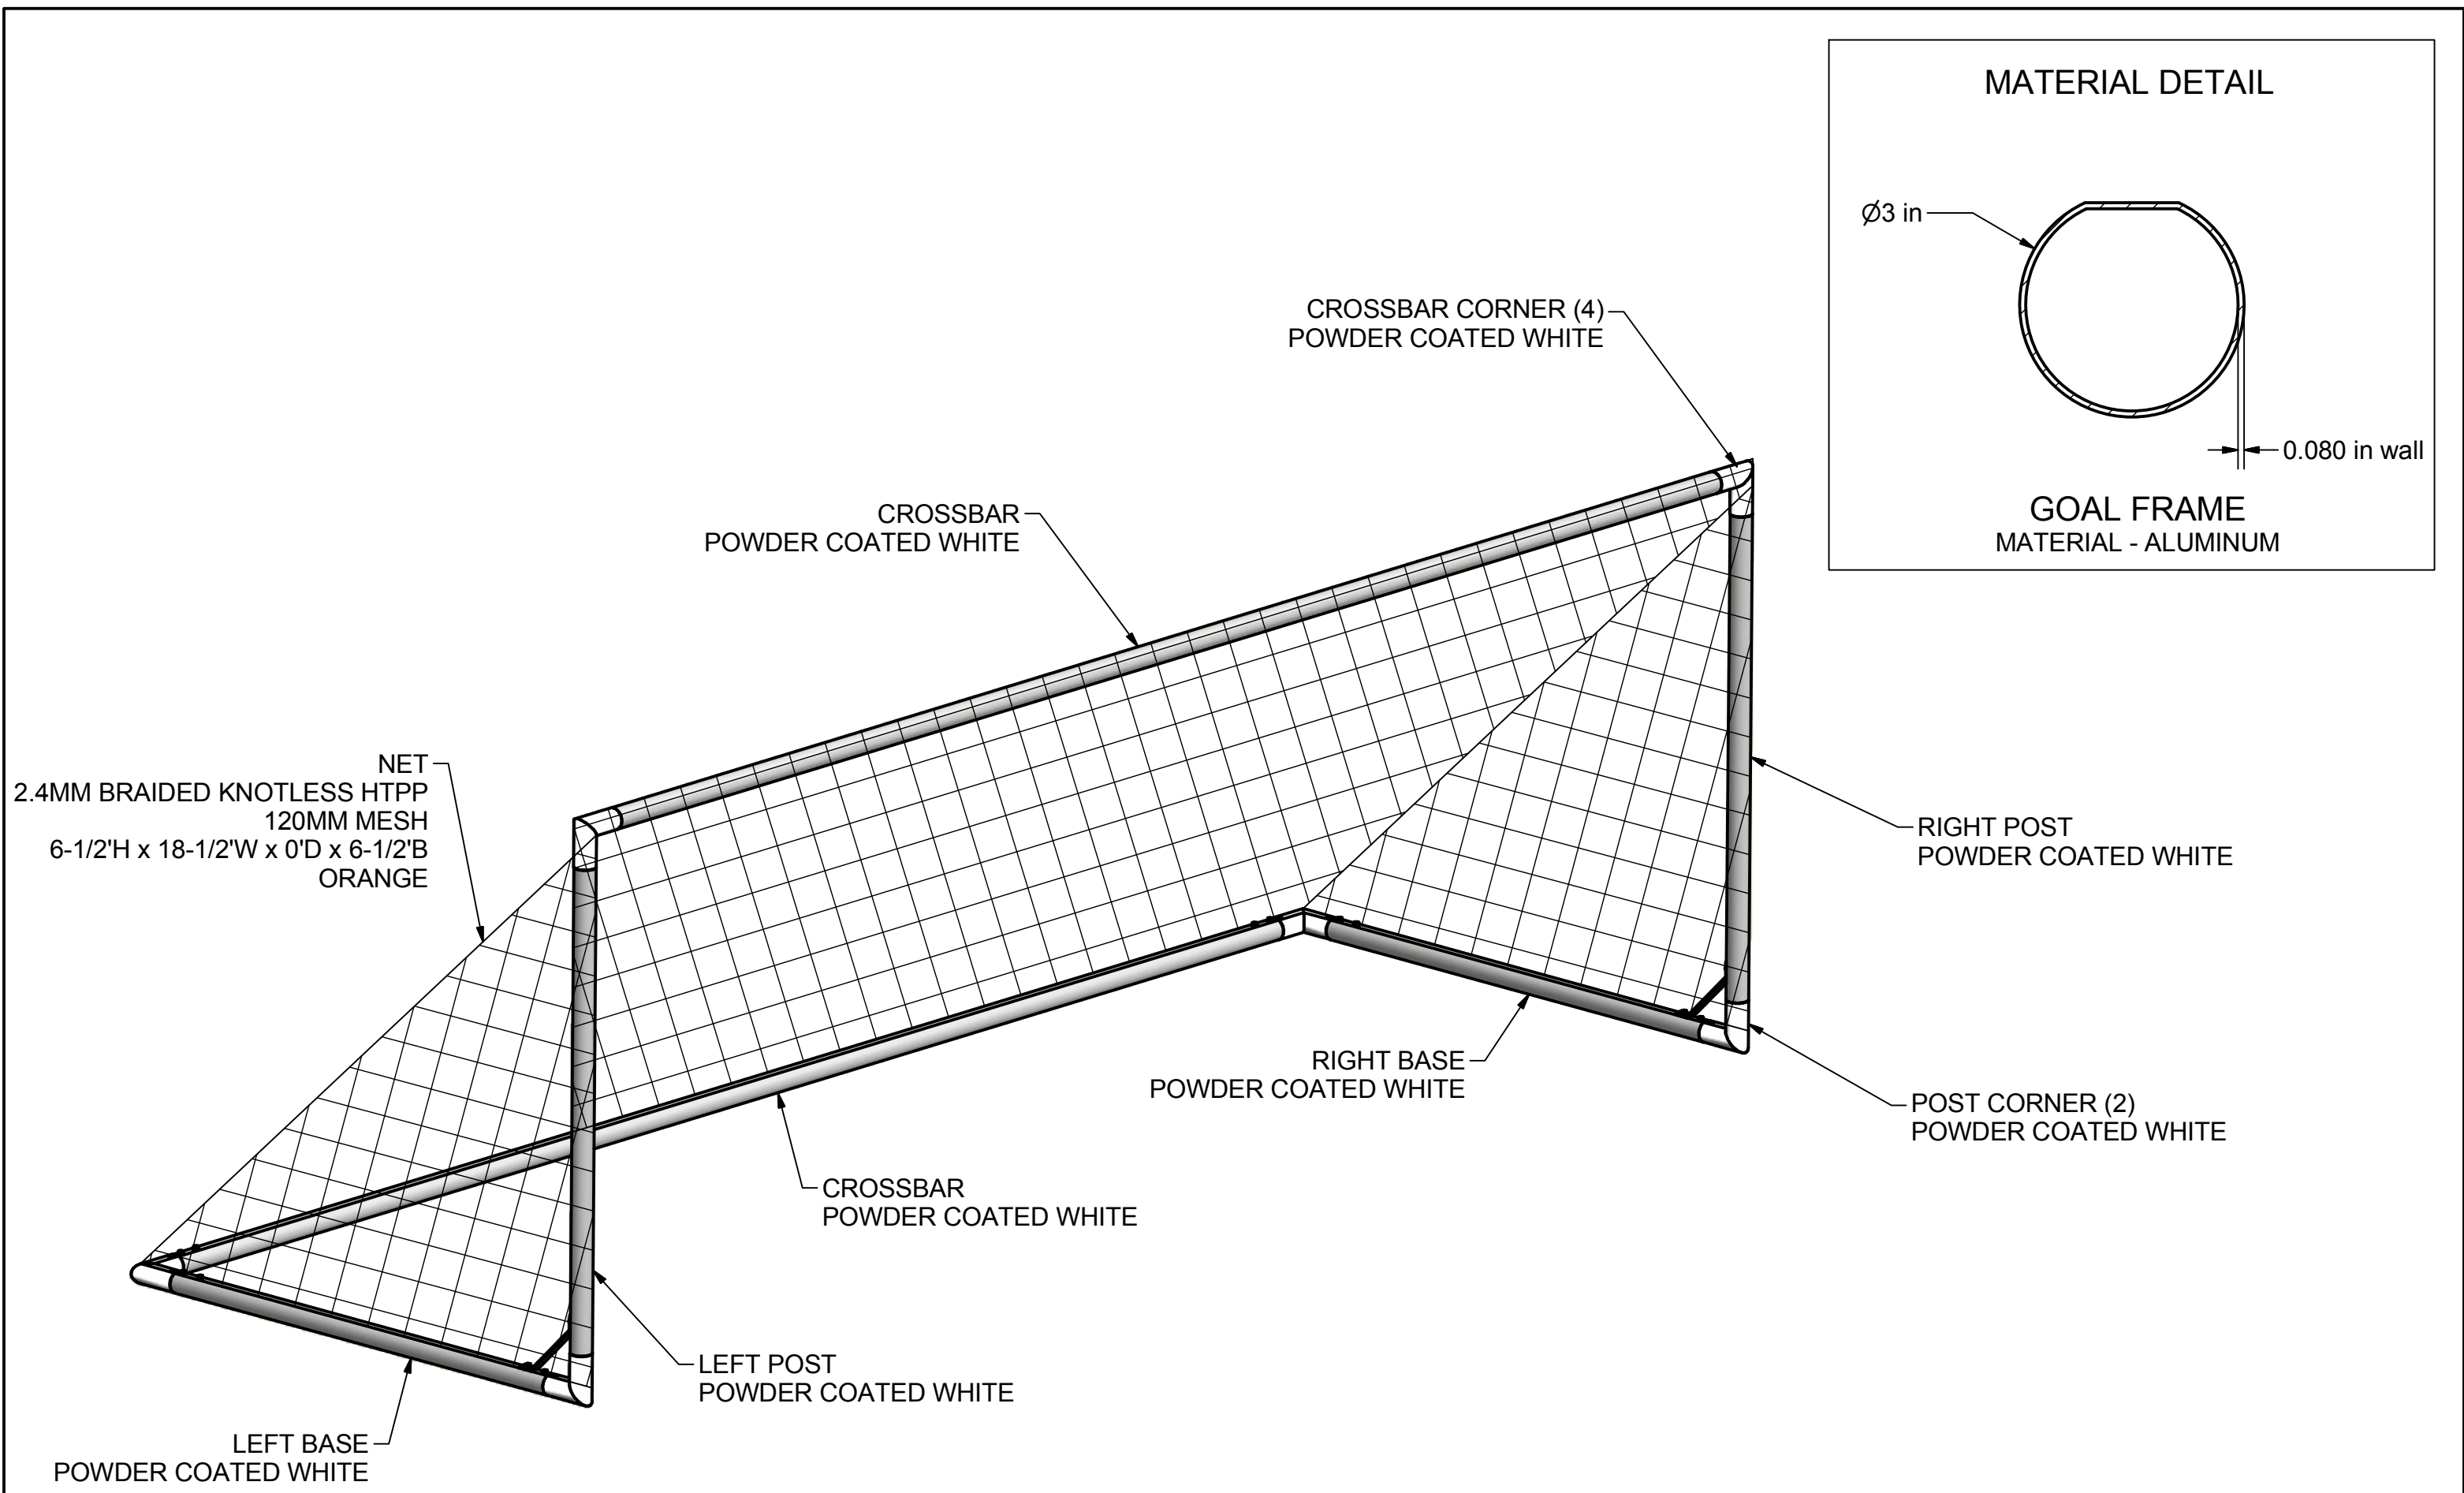 MATERIAL DETAIL
Ø3 in
0.080 in wall
GOAL FRAME
MATERIAL - ALUMINUM
CROSSBAR CORNER (4)
POWDER COATED WHITE
CROSSBAR
POWDER COATED WHITE
NET
2.4MM BRAIDED KNOTLESS HTPP
120MM MESH
6-1/2'H x 18-1/2'W x 0'D x 6-1/2'B
ORANGE
RIGHT POST
POWDER COATED WHITE
RIGHT BASE
POWDER COATED WHITE
POST CORNER (2)
POWDER COATED WHITE
CROSSBAR
POWDER COATED WHITE
LEFT POST
POWDER COATED WHITE
LEFT BASE
POWDER COATED WHITE